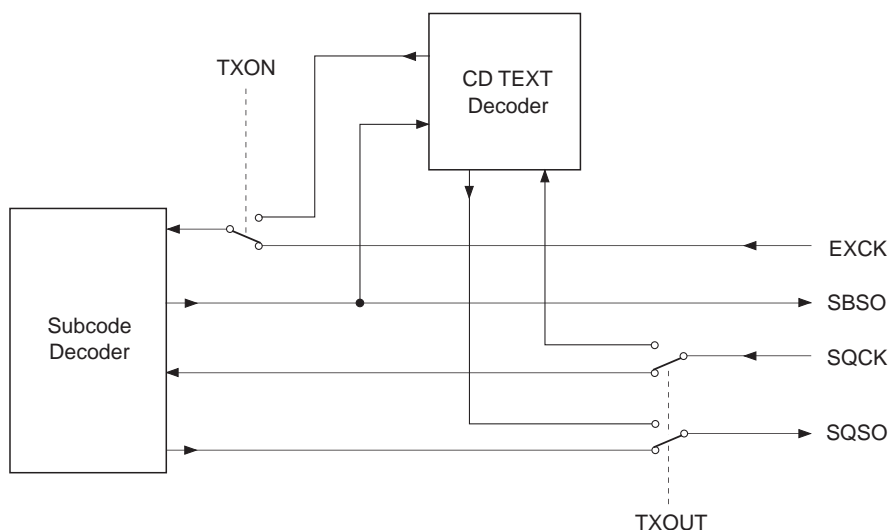 TXON
CD TEXT
Decoder
EXCK
SBSO
Subcode
Decoder
SQCK
SQSO
TXOUT